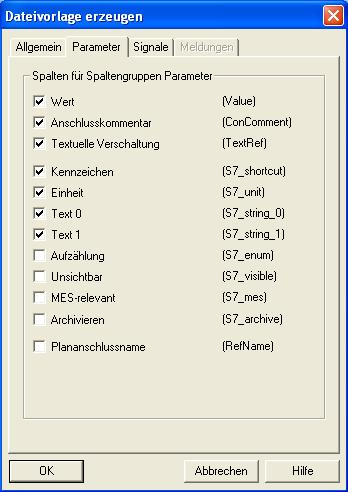 Dateivorlage erzeugen
Allgemein Parameter Signale Meldungen
Spalten für Spaltengruppen Parameter
Wert (Value)
Anschlusskommentar (ConComment)
Textuelle Verschaltung (TextRef)
Kennzeichen (S7_shortcut)
Einheit (S7_unit)
Text 0 (S7_string_0)
Text 1 (S7_string_1)
Aufzählung (S7_enum)
Unsichtbar (S7_visible)
MES-relevant (S7_mes)
Archivieren (S7_archive)
Plananschlussname (RefName)
OK Abbrechen Hilfe